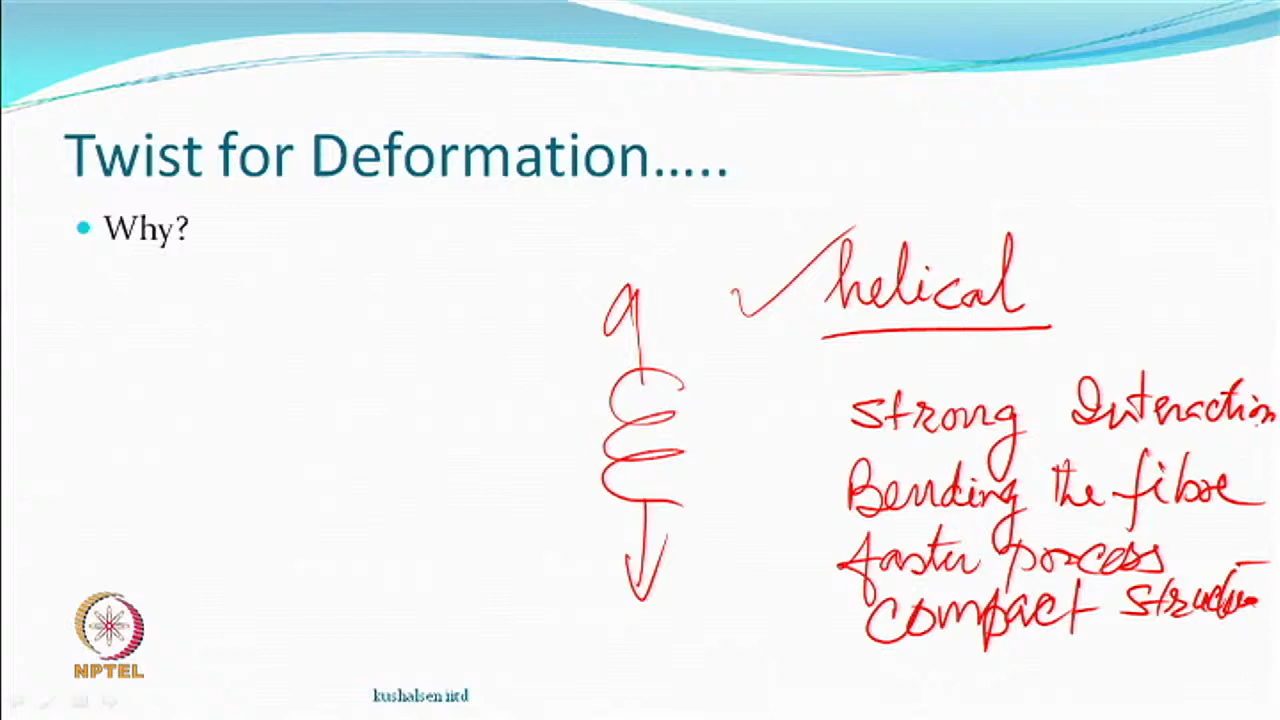 Twist for Deformation.....
Why?
helical
Strong Interaction
Bending the fibre
faster process
compact structure
NPTEL
kushalsen iitd